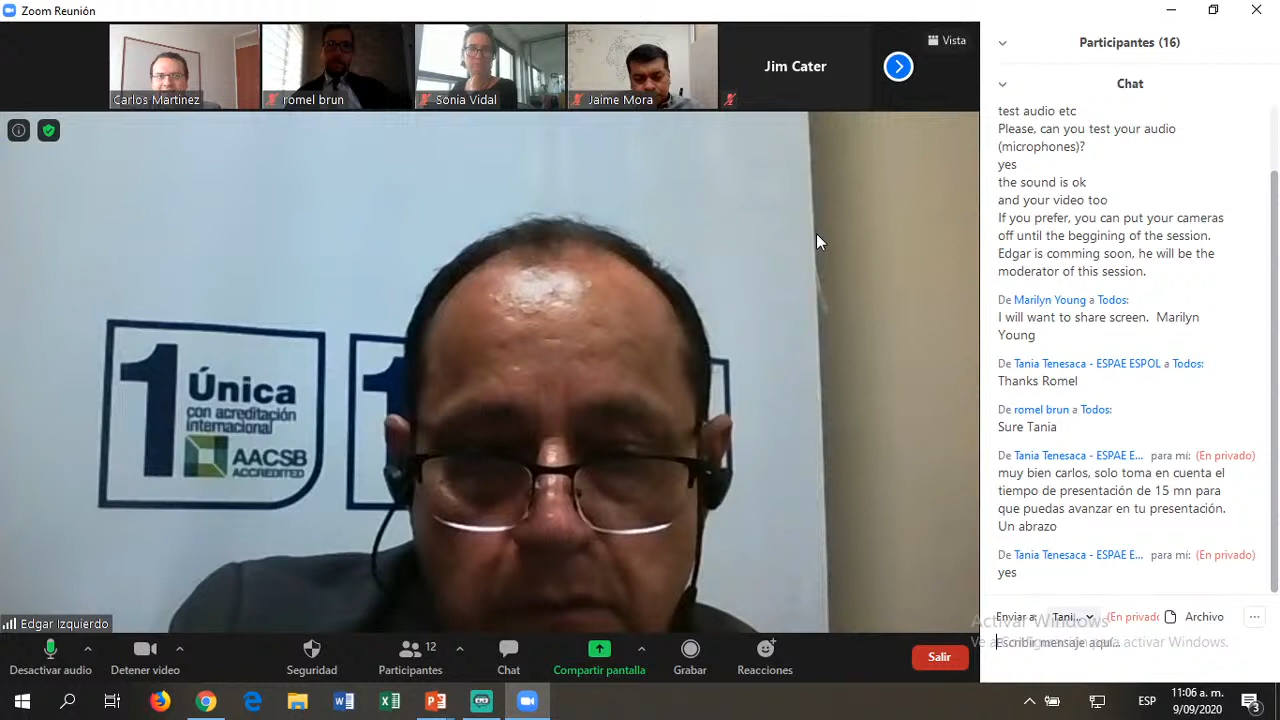 Zoom Reunión
Carlos Martinez
romel brun
Sonia Vidal
Jaime Mora
Jim Cater
Vista
1 Única
con acreditación
internacional
AACSB
ACCREDITED
1
Edgar Izquierdo
Participantes (16)
Chat
test audio etc
Please, can you test your audio
(microphones)?
yes
the sound is ok
and your video too
If you prefer, you can put your cameras
off until the beggining of the session.
Edgar is comming soon, he will be the
moderator of this session.
De Marilyn Young a Todos:
I will want to share screen. Marilyn
Young
De Tania Tenesaca - ESPAE ESPOL a Todos:
Thanks Romel
De romel brun a Todos:
Sure Tania
De Tania Tenesaca - ESPAE E... para mí: (En privado)
muy bien carlos, solo toma en cuenta el
tiempo de presentación de 15 mn para
que puedas avanzar en tu presentación.
Un abrazo
De Tania Tenesaca - ESPAE E... para mí: (En privado)
yes
Enviar a: Tani... (En privado) Archivo
Activar Windows
Escribir mensaje aquí...
Ve a Configuración para activar Windows.
Desactivar audio
Detener video
Seguridad
12
Participantes
Chat
Compartir pantalla
Grabar
Reacciones
Salir
ESP
11:06 a. m.
9/09/2020
3